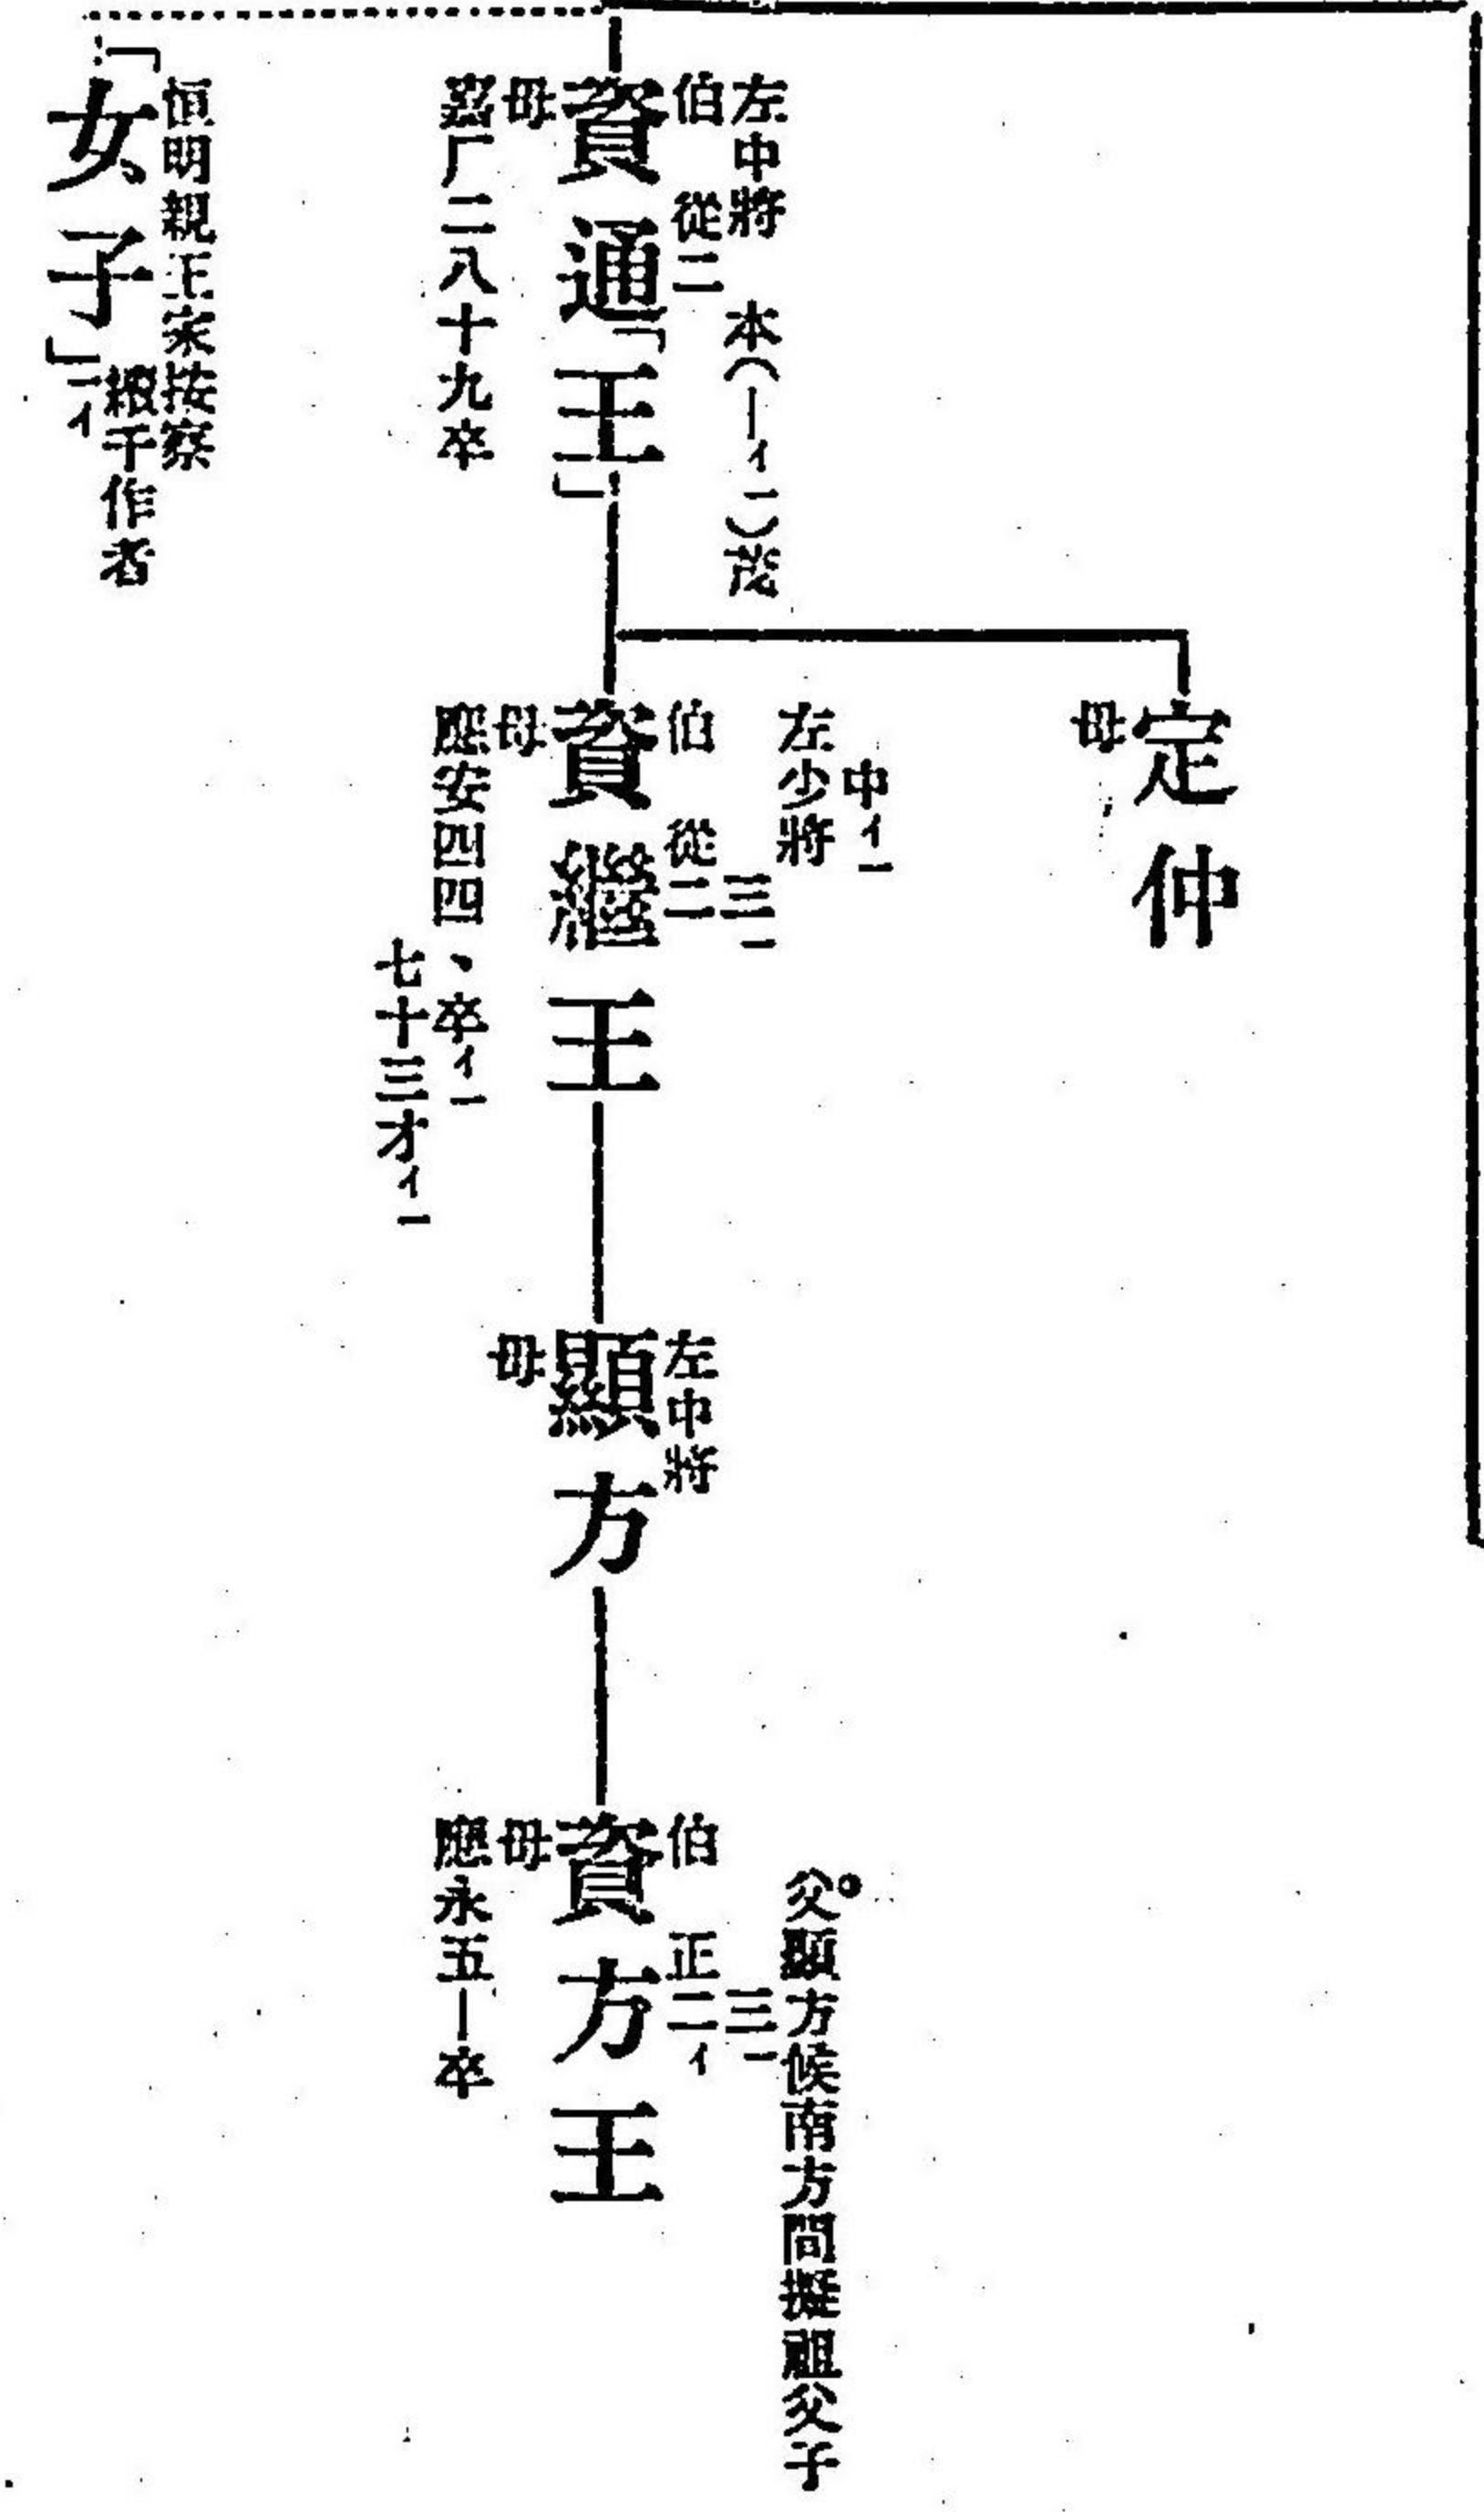 定仲
母
左中將
本(―イ一)茂
伯 從二
資通「王」
母
嘉厂二八十九卒
中イ一
左少將
三一
伯 從二
資繼王
母
應安四四、卒イ一
七十三才イ一
左中將
顯方
母
父顯方候南方間擬祖父子
三一
伯 正二イ
資方王
母
應永五―卒
恒明親王家按察
「女子」
千作者
一イ